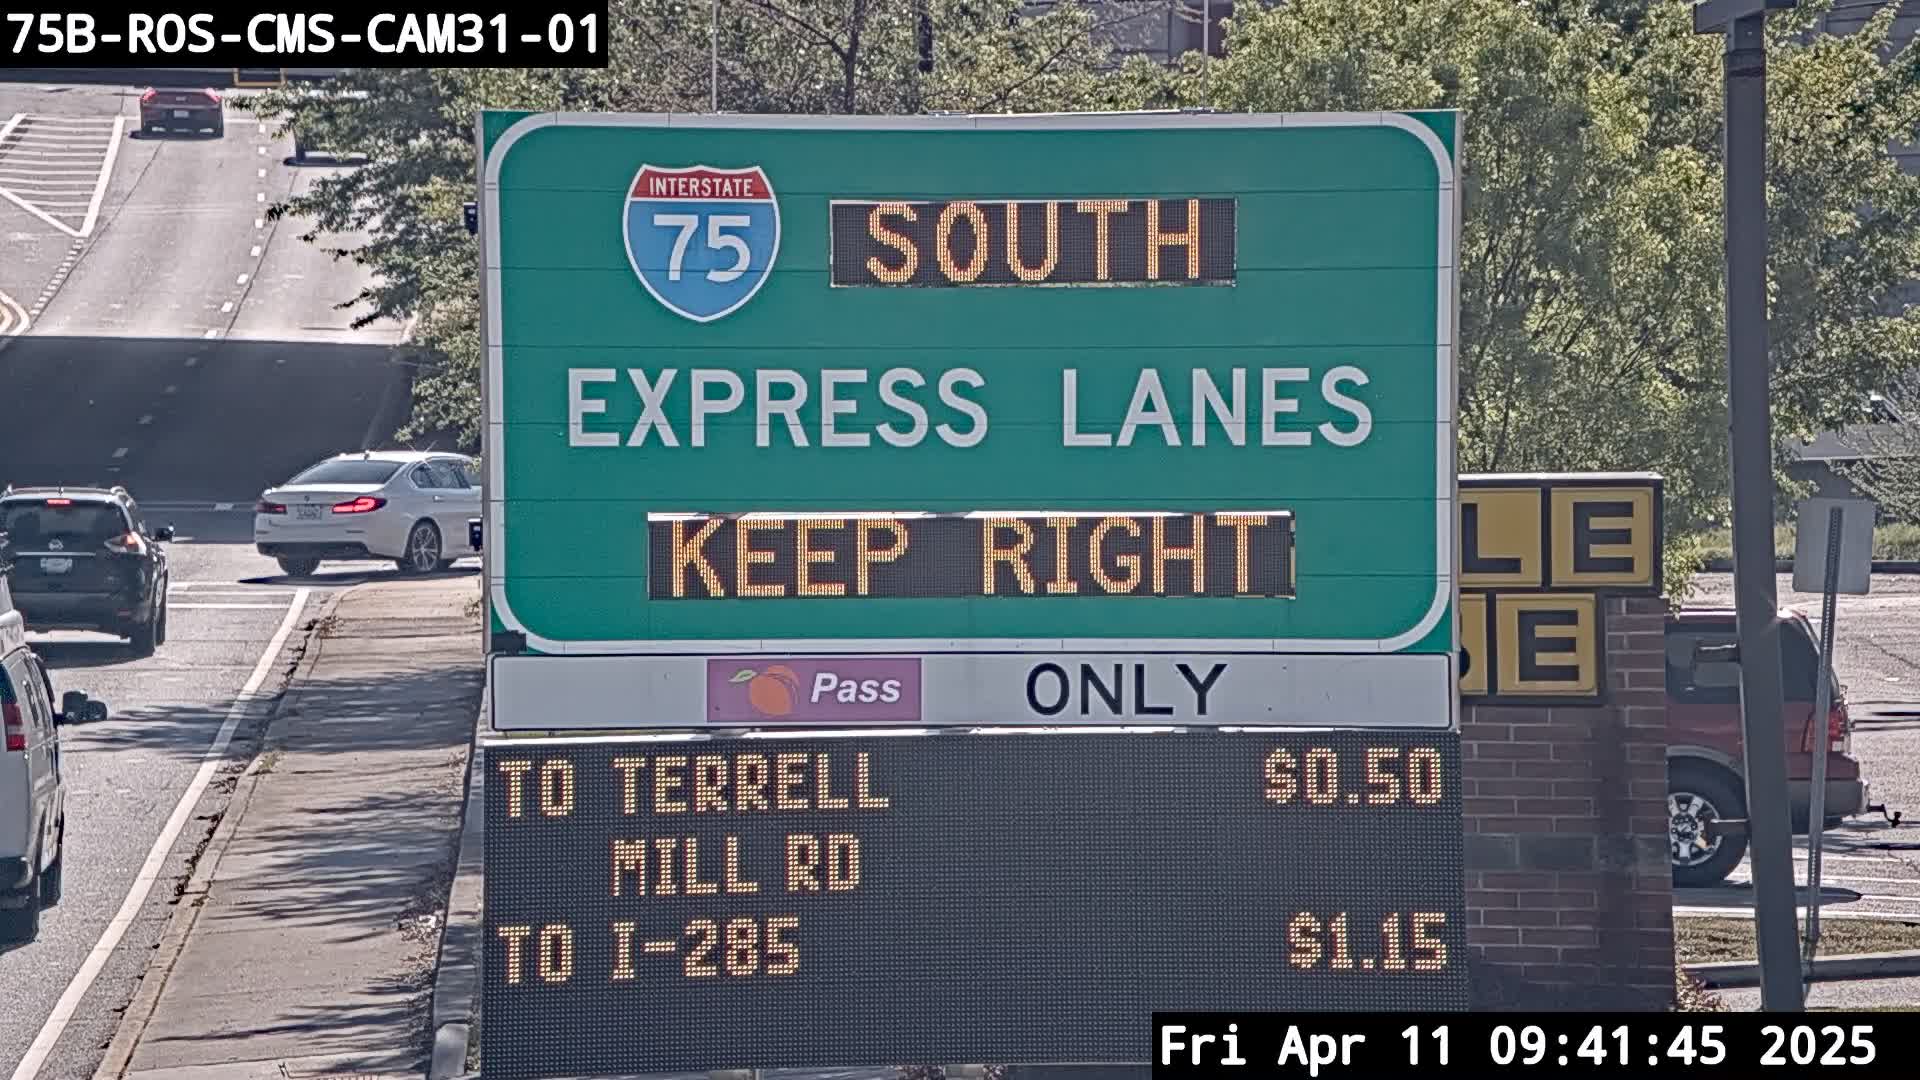 75B-ROS-CMS-CAM31-01
INTERSTATE
75
SOUTH
EXPRESS LANES
KEEP RIGHT
Pass ONLY
TO TERRELL $0.50
MILL RD
TO I-285 $1.15
LE
E
Fri Apr 11 09:41:45 2025